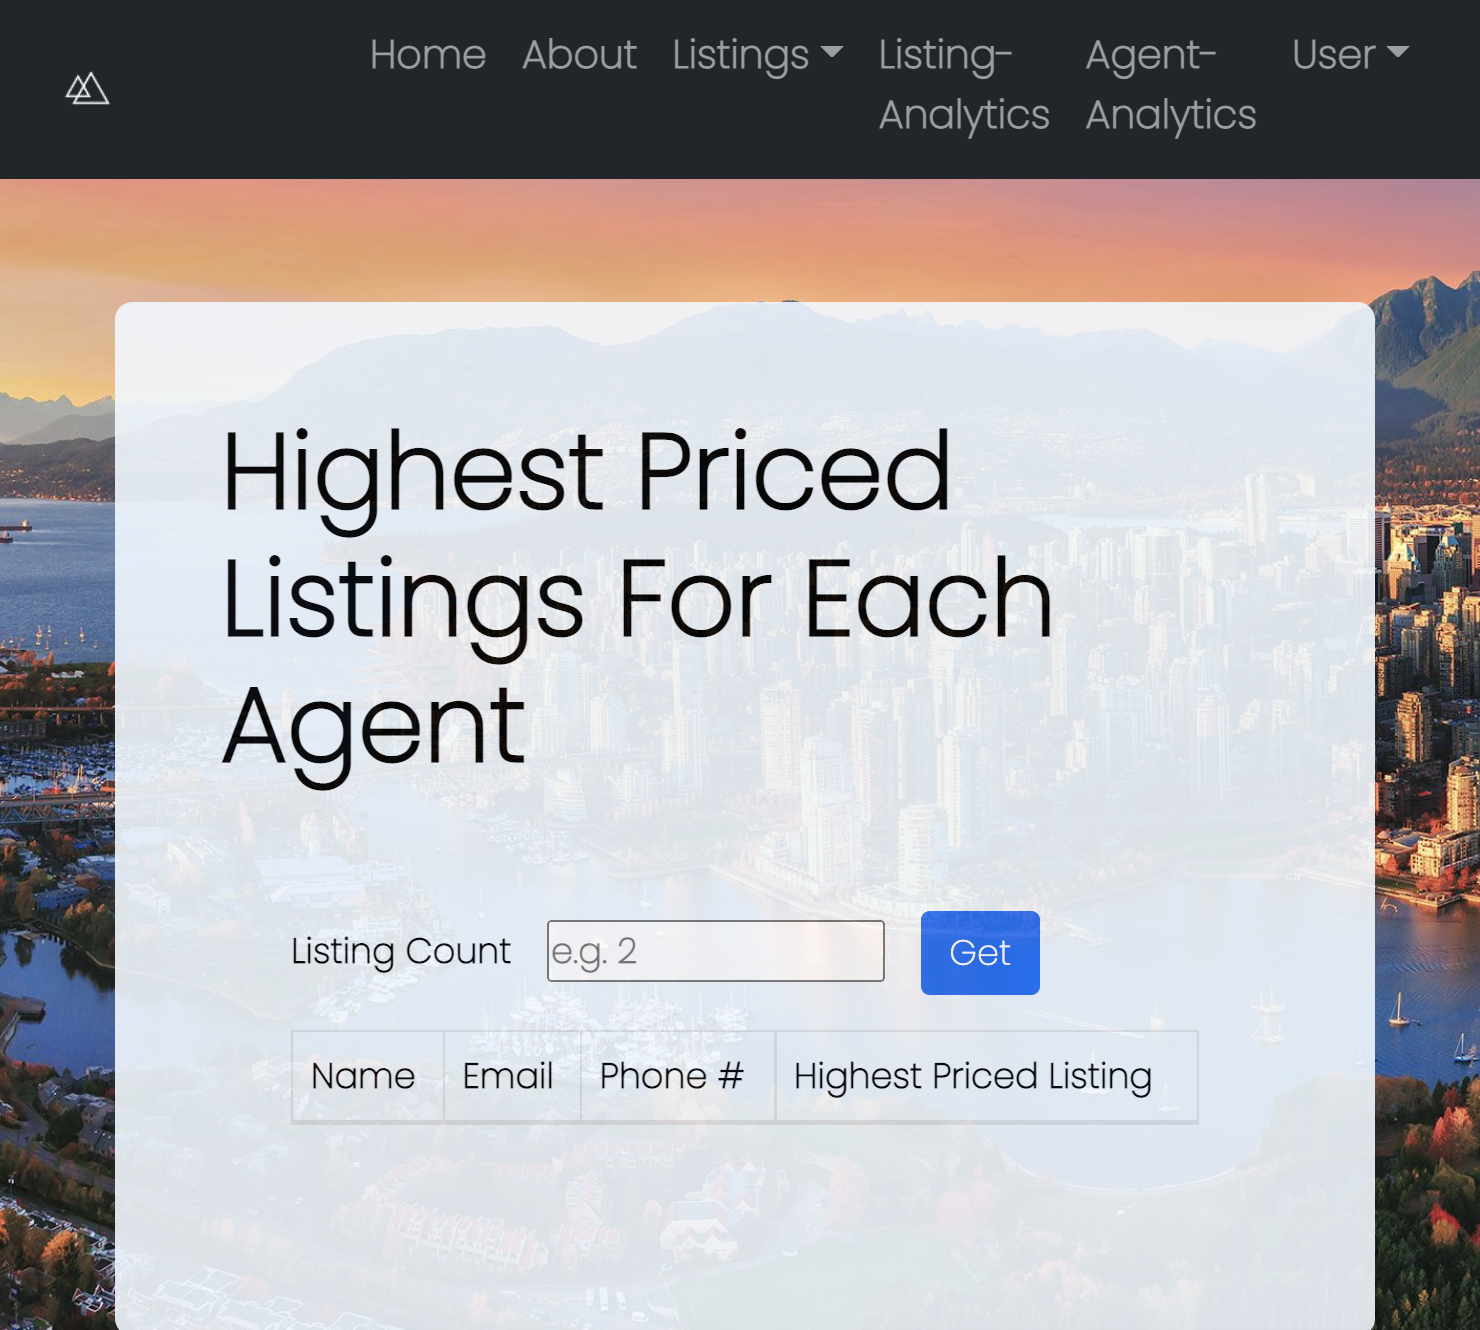 Home About Listings Listing- Agent- User
Analytics Analytics
Highest Priced
Listings For Each
Agent
Listing Count e.g. 2 Get
Name Email Phone # Highest Priced Listing